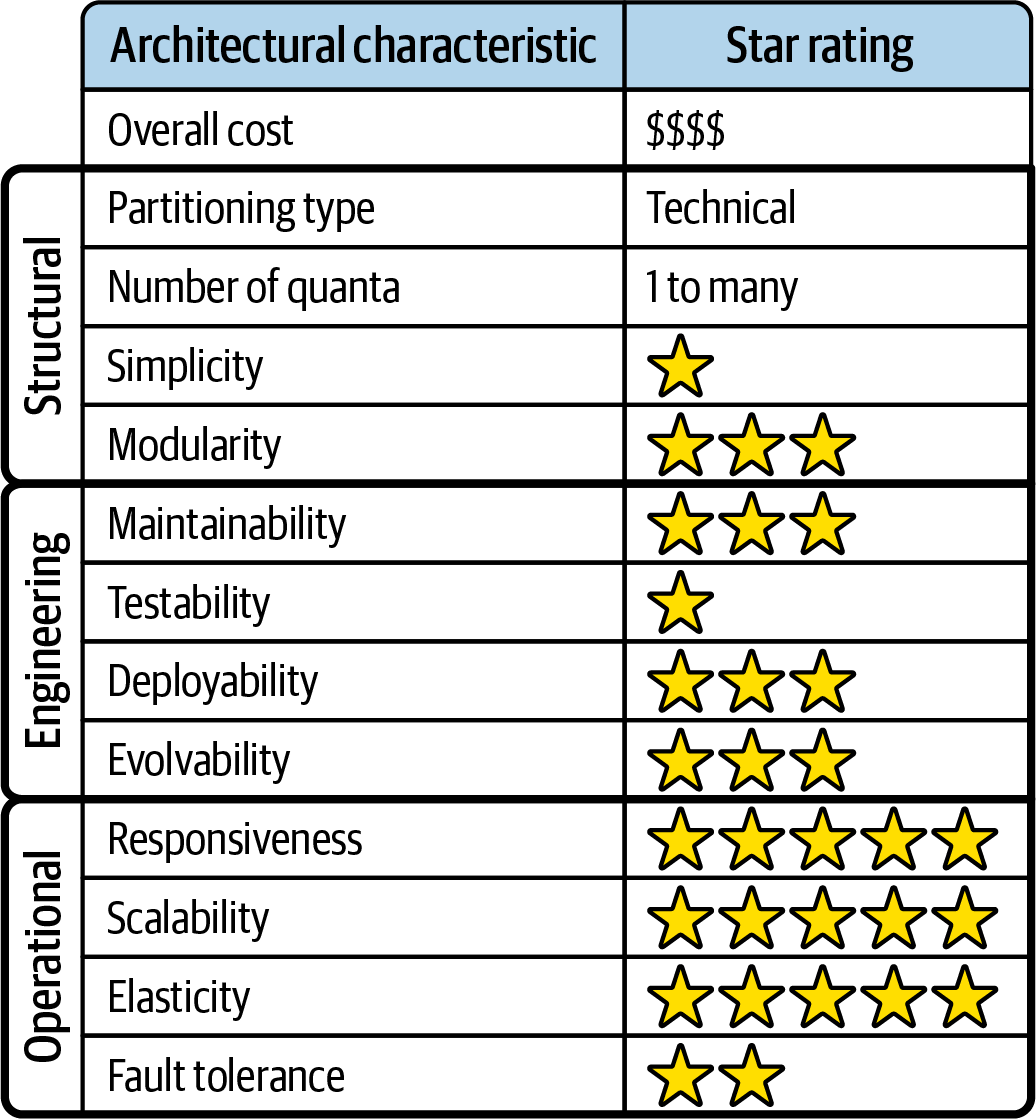 Architectural characteristic Star rating
Overall cost $$$$
Structural
Partitioning type Technical
Number of quanta 1 to many
Simplicity
Modularity
Engineering
Maintainability
Testability
Deployability
Evolvability
Operational
Responsiveness
Scalability
Elasticity
Fault tolerance